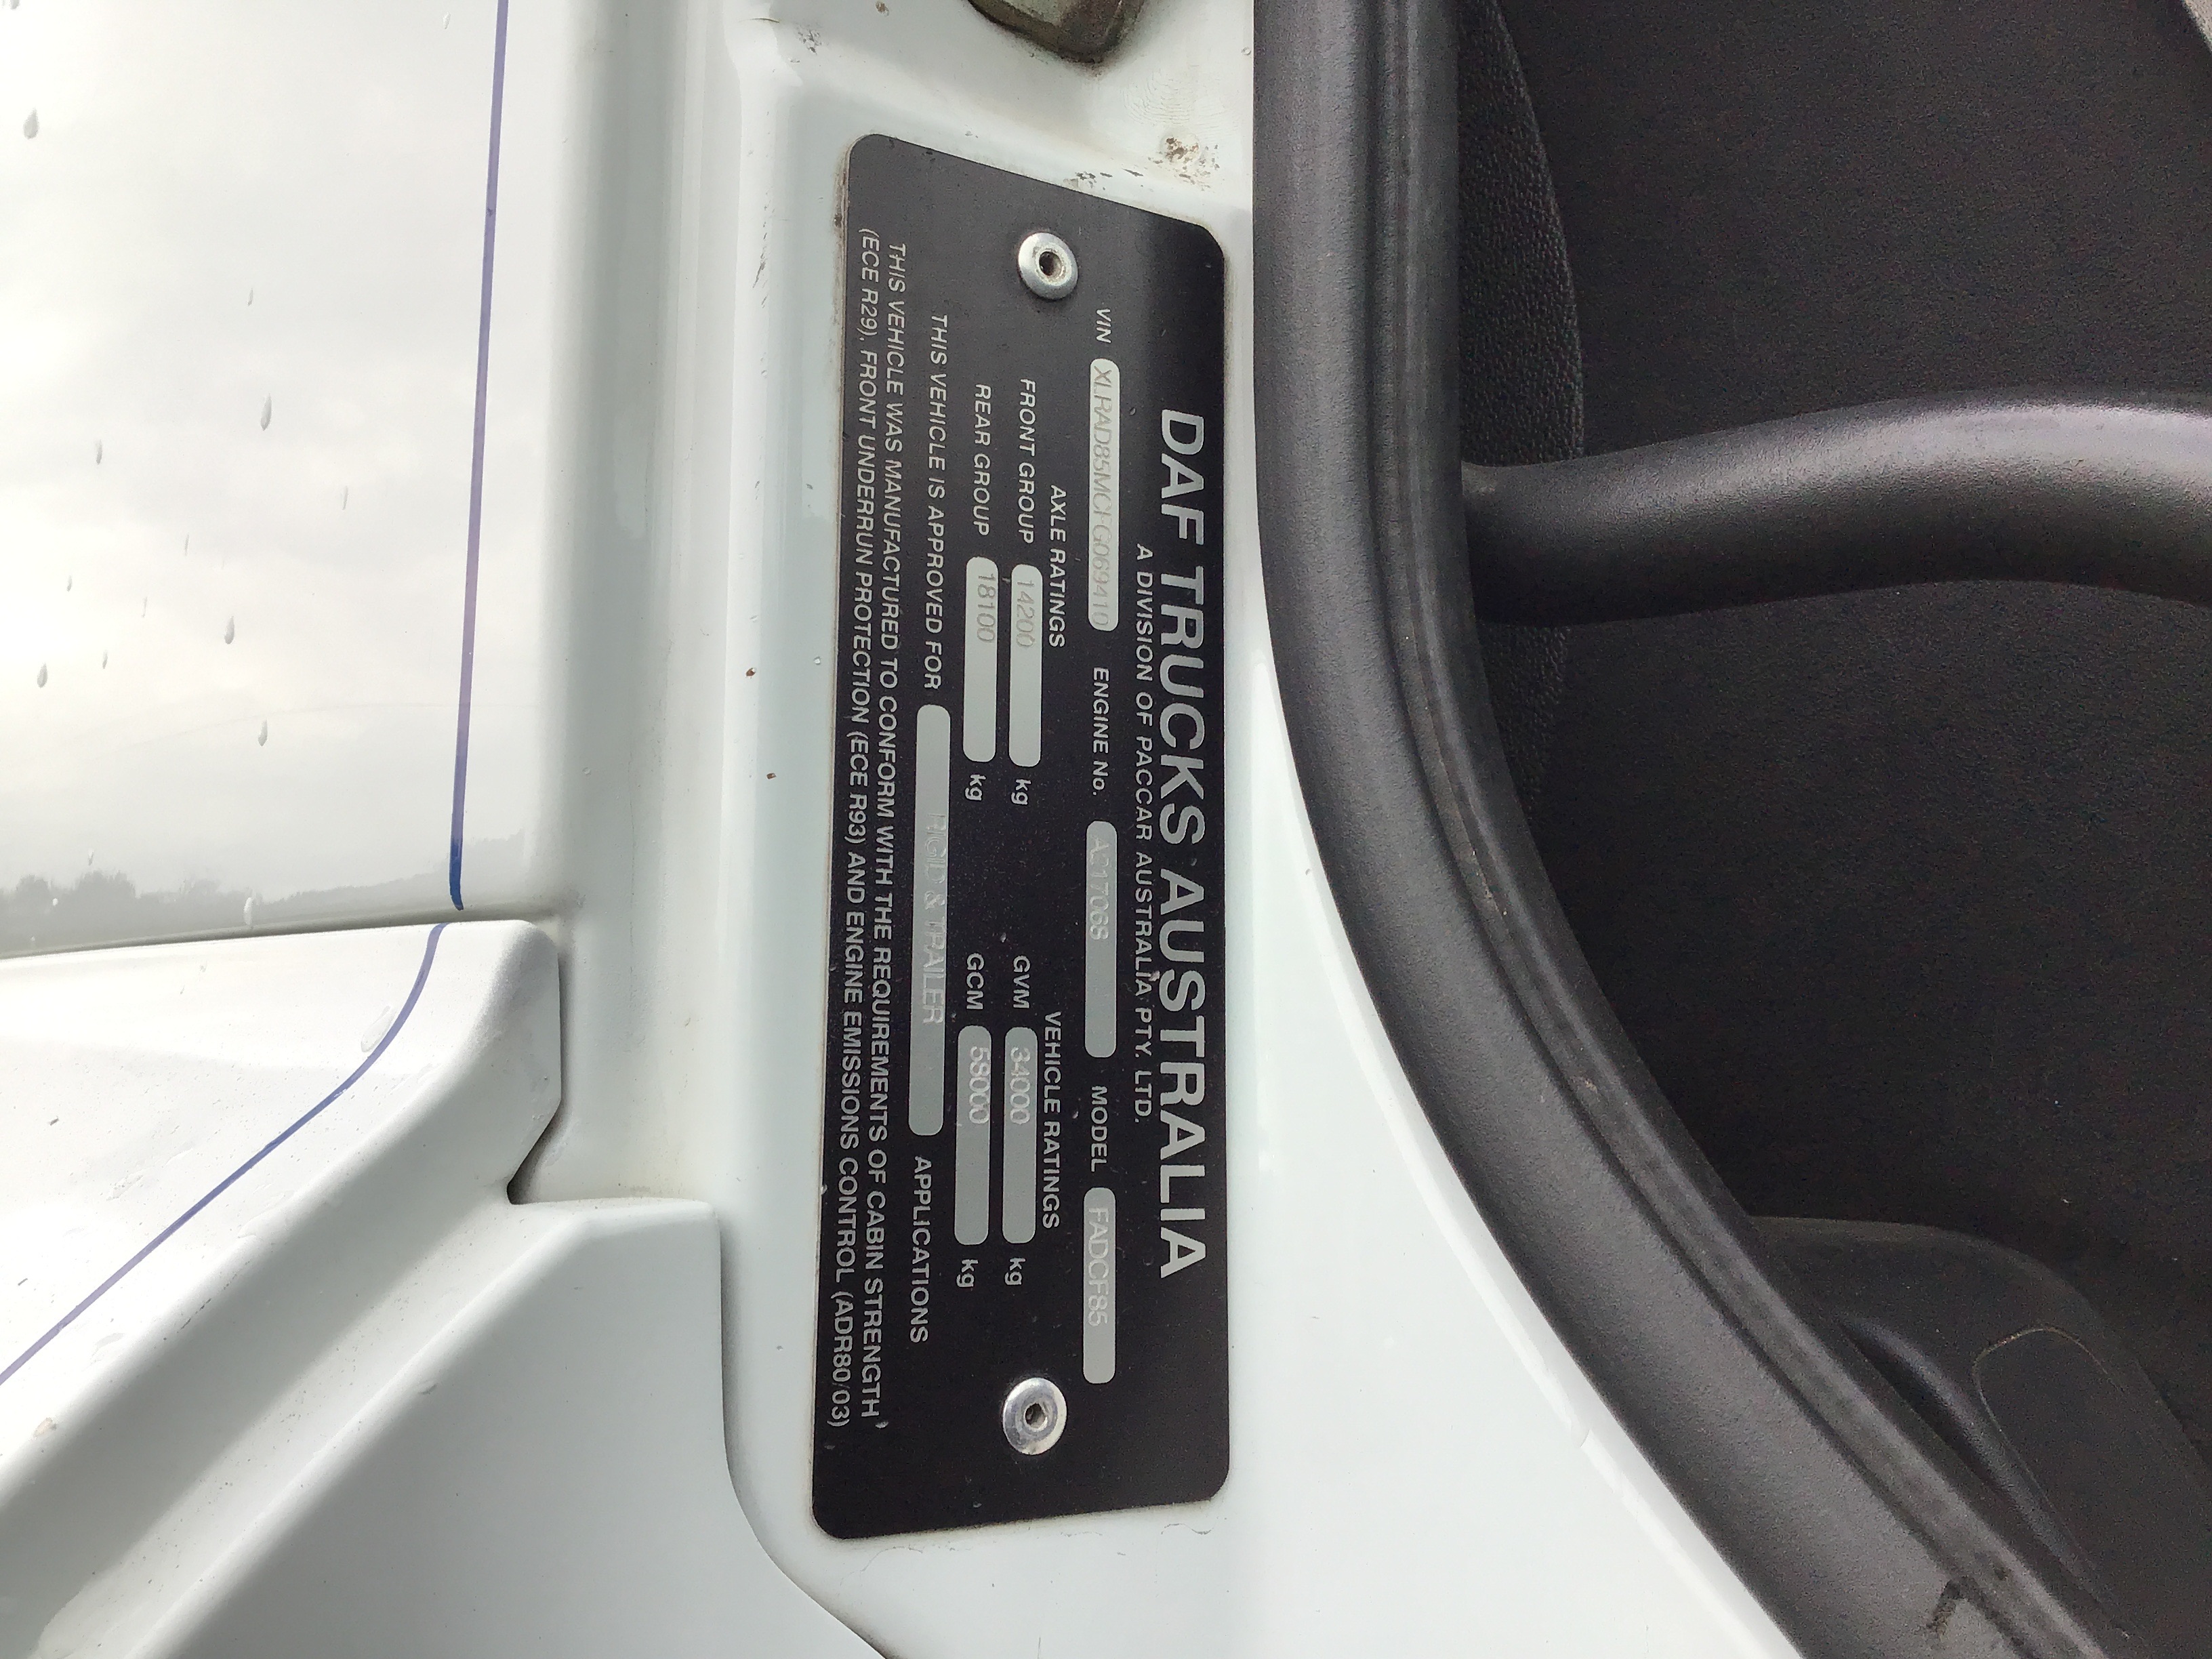 DAF TRUCKS AUSTRALIA
A DIVISION OF PACCAR AUSTRALIA PTY. LTD.
VIN XLRAD85MCFG069410 ENGINE No. A217068 MODEL FADCF85
AXLE RATINGS VEHICLE RATINGS
FRONT GROUP 14200 kg GVM 34000 kg
REAR GROUP 18100 kg GCM 58000 kg
THIS VEHICLE IS APPROVED FOR RIGID & TRAILER APPLICATIONS
THIS VEHICLE WAS MANUFACTURED TO CONFORM WITH THE REQUIREMENTS OF CABIN STRENGTH
(ECE R29), FRONT UNDERRUN PROTECTION (ECE R93) AND ENGINE EMISSIONS CONTROL (ADR80/03)